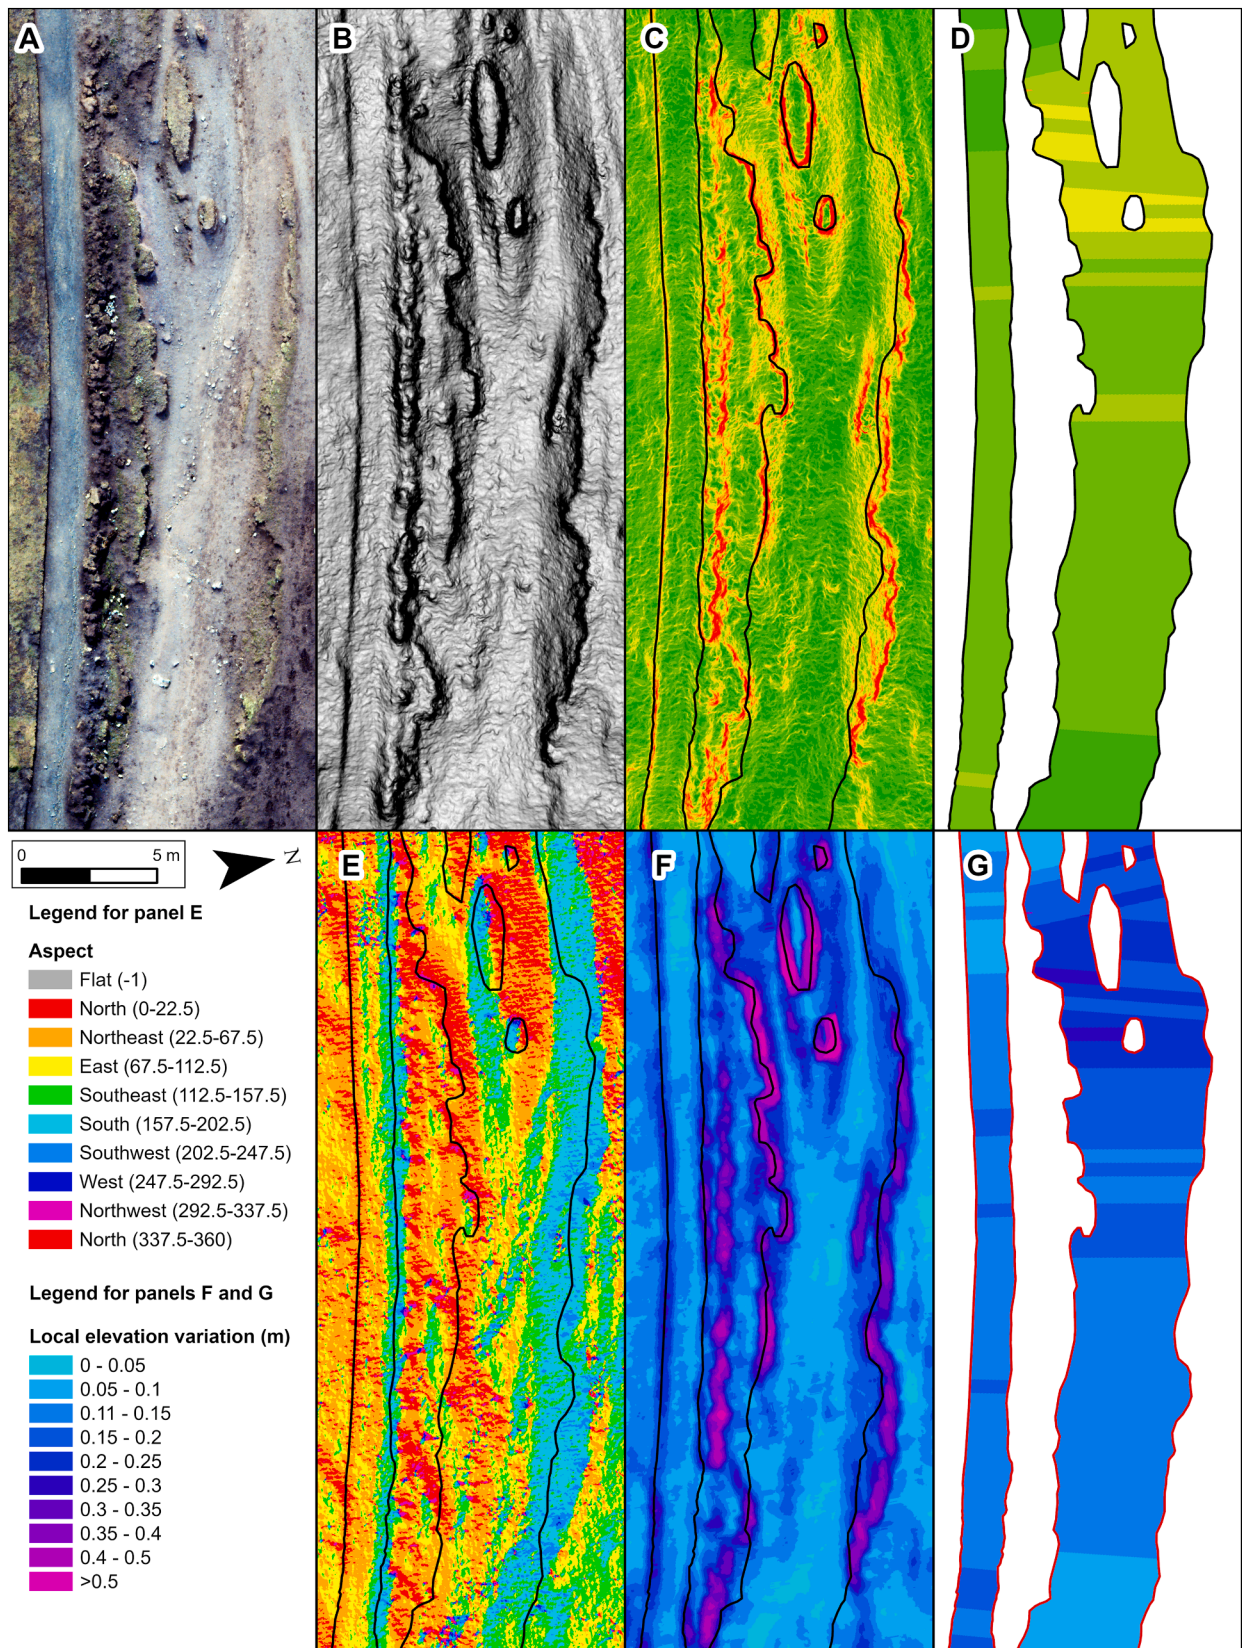 A
B
C
D
0
5 m
N
E
F
G
Legend for panel E
Aspect
Flat (-1)
North (0-22.5)
Northeast (22.5-67.5)
East (67.5-112.5)
Southeast (112.5-157.5)
South (157.5-202.5)
Southwest (202.5-247.5)
West (247.5-292.5)
Northwest (292.5-337.5)
North (337.5-360)
Legend for panels F and G
Local elevation variation (m)
0 - 0.05
0.05 - 0.1
0.11 - 0.15
0.15 - 0.2
0.2 - 0.25
0.25 - 0.3
0.3 - 0.35
0.35 - 0.4
0.4 - 0.5
>0.5